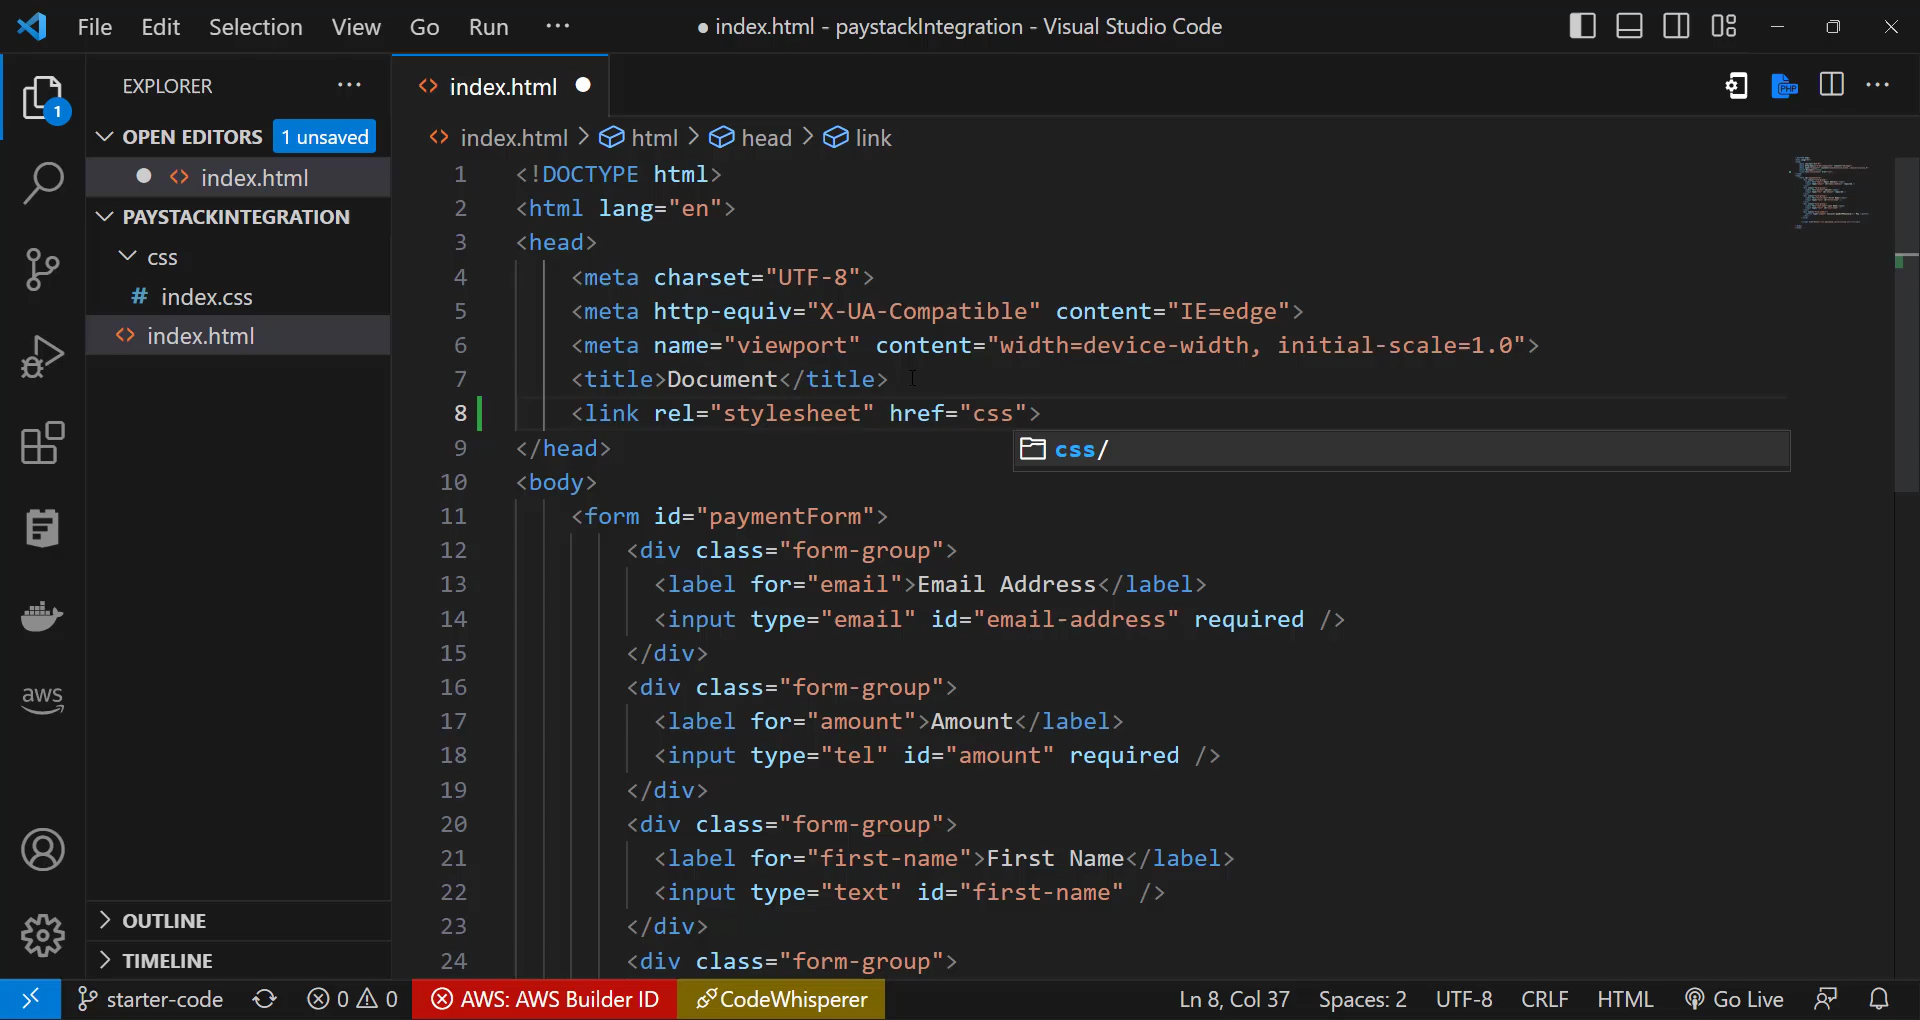 File Edit Selection View Go Run ··· ● index.html - paystackIntegration - Visual Studio Code
EXPLORER ···
OPEN EDITORS 1 unsaved
<> index.html
PAYSTACKINTEGRATION
css
# index.css
<> index.html
OUTLINE
TIMELINE
1
aws
<> index.html ●
PHP
<> index.html > html > head > link
1 <!DOCTYPE html>
2 <html lang="en">
3 <head>
4 <meta charset="UTF-8">
5 <meta http-equiv="X-UA-Compatible" content="IE=edge">
6 <meta name="viewport" content="width=device-width, initial-scale=1.0">
7 <title>Document</title>
8 <link rel="stylesheet" href="css">
css/
9 </head>
10 <body>
11 <form id="paymentForm">
12 <div class="form-group">
13 <label for="email">Email Address</label>
14 <input type="email" id="email-address" required />
15 </div>
16 <div class="form-group">
17 <label for="amount">Amount</label>
18 <input type="tel" id="amount" required />
19 </div>
20 <div class="form-group">
21 <label for="first-name">First Name</label>
22 <input type="text" id="first-name" />
23 </div>
24 <div class="form-group">
starter-code 0 0 AWS: AWS Builder ID CodeWhisperer Ln 8, Col 37 Spaces: 2 UTF-8 CRLF HTML Go Live